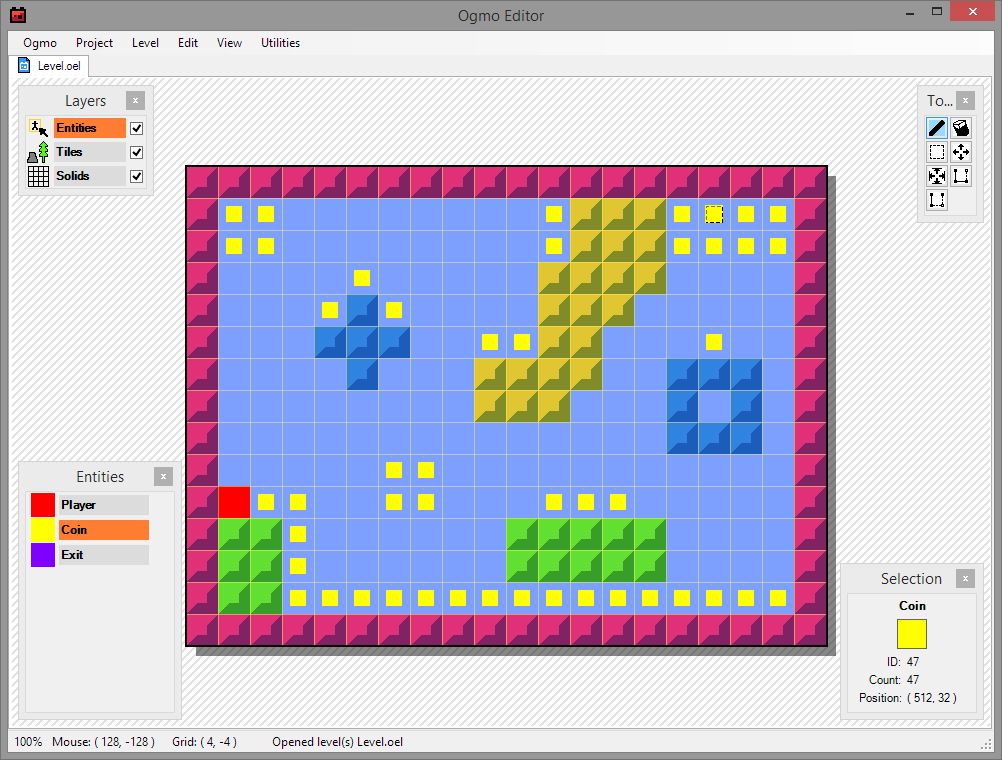 Ogmo Editor
Ogmo Project Level Edit View Utilities
Level.oel
Layers
Entities
Tiles
Solids
To...
Entities
Player
Coin
Exit
Selection
Coin
ID: 47
Count: 47
Position: ( 512, 32 )
100% Mouse: ( 128, -128 ) Grid: ( 4, -4 ) Opened level(s) Level.oel